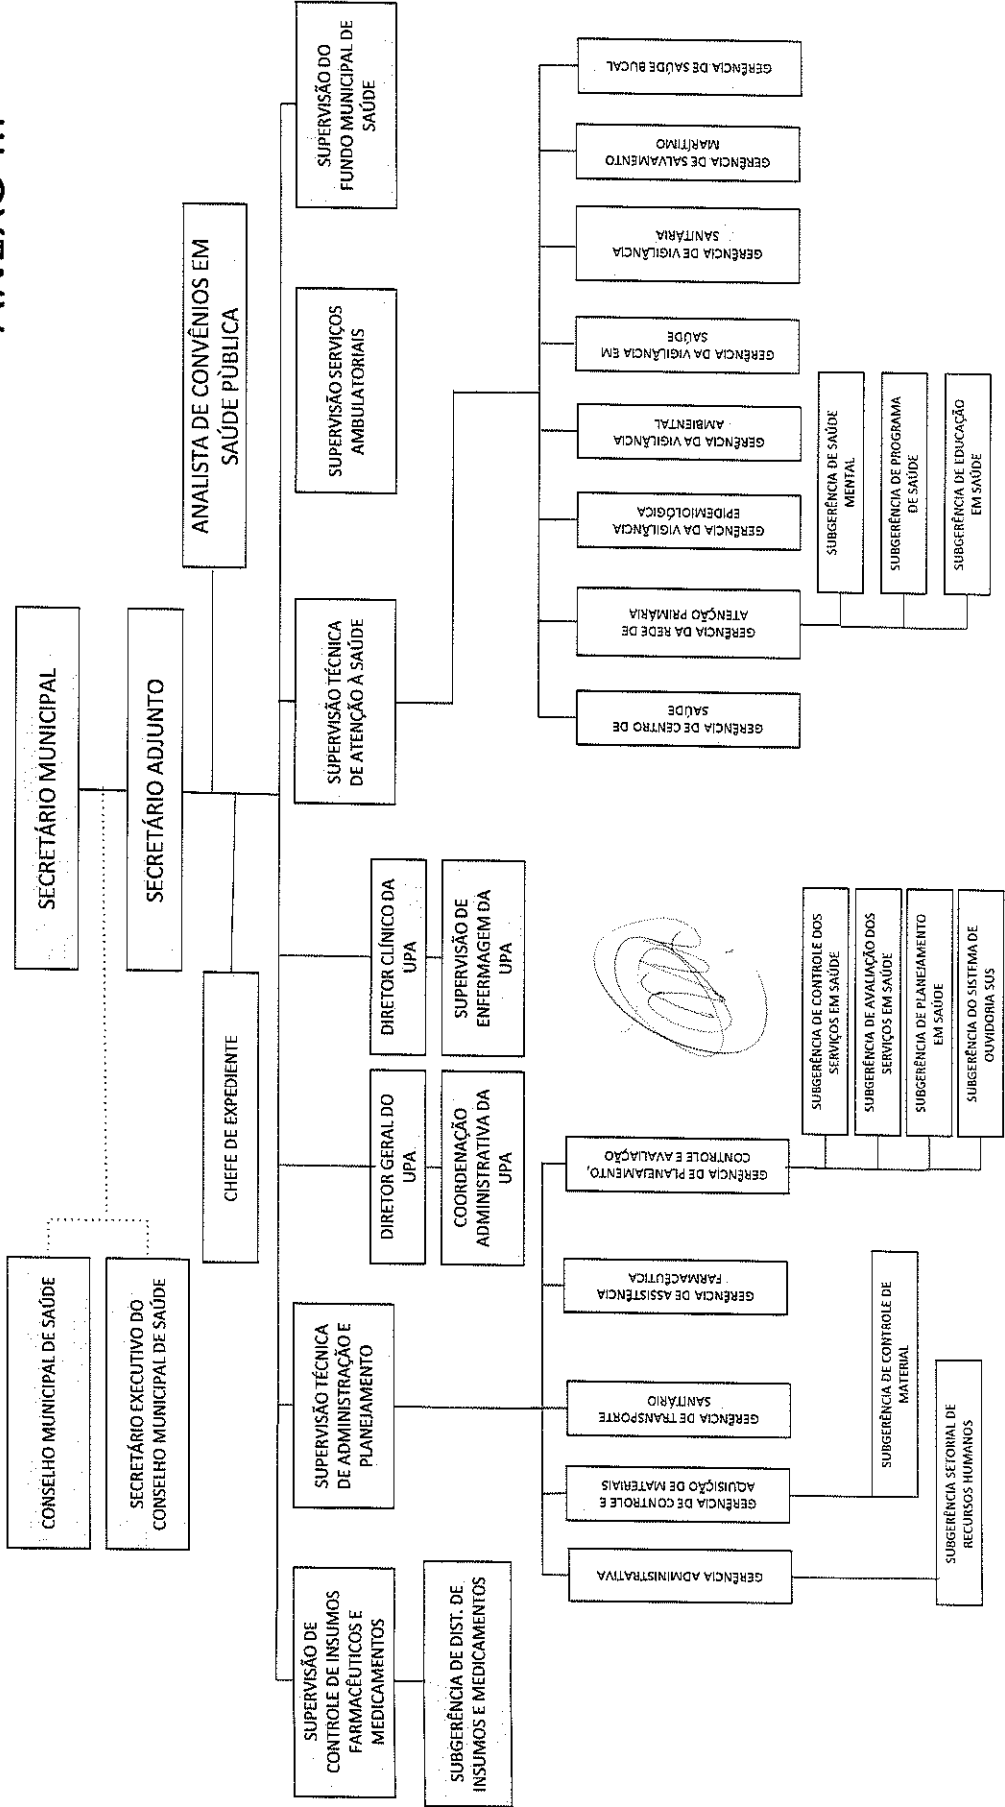 SECRETÁRIO MUNICIPAL
CONSELHO MUNICIPAL DE SAÚDE
SECRETÁRIO EXECUTIVO DO
CONSELHO MUNICIPAL DE SAÚDE
SECRETÁRIO ADJUNTO
ANALISTA DE CONVÊNIOS EM
SAÚDE PÙBLICA
CHEFE DE EXPEDIENTE
SUPERVISÃO DE
CONTROLE DE INSUMOS
FARMACÊUTICOS E
MEDICAMENTOS
SUBGERÊNCIA DE DIST. DE
INSUMOS E MEDICAMENTOS
SUPERVISÃO TÉCNICA
DE ADMINISTRAÇÃO E
PLANEJAMENTO
DIRETOR GERAL DO
UPA
COORDENAÇÃO
ADMINISTRATIVA DA
UPA
DIRETOR CLÍNICO DA
UPA
SUPERVISÃO DE
ENFERMAGEM DA
UPA
SUPERVISÃO TÉCNICA
DE ATENÇÃO À SAÚDE
SUPERVISÃO SERVIÇOS
AMBULATORIAIS
SUPERVISÃO DO
FUNDO MUNICIPAL DE
SAÚDE
GERÊNCIA ADMINISTRATIVA
GERÊNCIA DE CONTROLE E
AQUISIÇÃO DE MATERIAIS
GERÊNCIA DE TRANSPORTE
SANITÁRIO
GERÊNCIA DE ASSISTÊNCIA
FARMACÊUTICA
GERÊNCIA DE PLANEJAMENTO,
CONTROLE E AVALIAÇÃO
SUBGERÊNCIA SETORIAL DE
RECURSOS HUMANOS
SUBGERÊNCIA DE CONTROLE DE
MATERIAL
SUBGERÊNCIA DE CONTROLE DOS
SERVIÇOS EM SAÚDE
SUBGERÊNCIA DE AVALIAÇÃO DOS
SERVIÇOS EM SAÚDE
SUBGERÊNCIA DE PLANEJAMENTO
EM SAÚDE
SUBGERÊNCIA DO SISTEMA DE
OUVIDORIA SUS
GERÊNCIA DE CENTRO DE
SAÚDE
GERÊNCIA DA REDE DE
ATENÇÃO PRIMÁRIA
GERÊNCIA DA VIGILÂNCIA
EPIDEMIOLÓGICA
GERÊNCIA DA VIGILÂNCIA
AMBIENTAL
GERÊNCIA DA VIGILÂNCIA EM
SAÚDE
GERÊNCIA DE VIGILÂNCIA
SANITÁRIA
GERÊNCIA DE SALVAMENTO
MARÍTIMO
GERÊNCIA DE SAÚDE BUCAL
SUBGERÊNCIA DE SAÚDE
MENTAL
SUBGERÊNCIA DE PROGRAMA
DE SAÚDE
SUBGERÊNCIA DE EDUCAÇÃO
EM SAÚDE